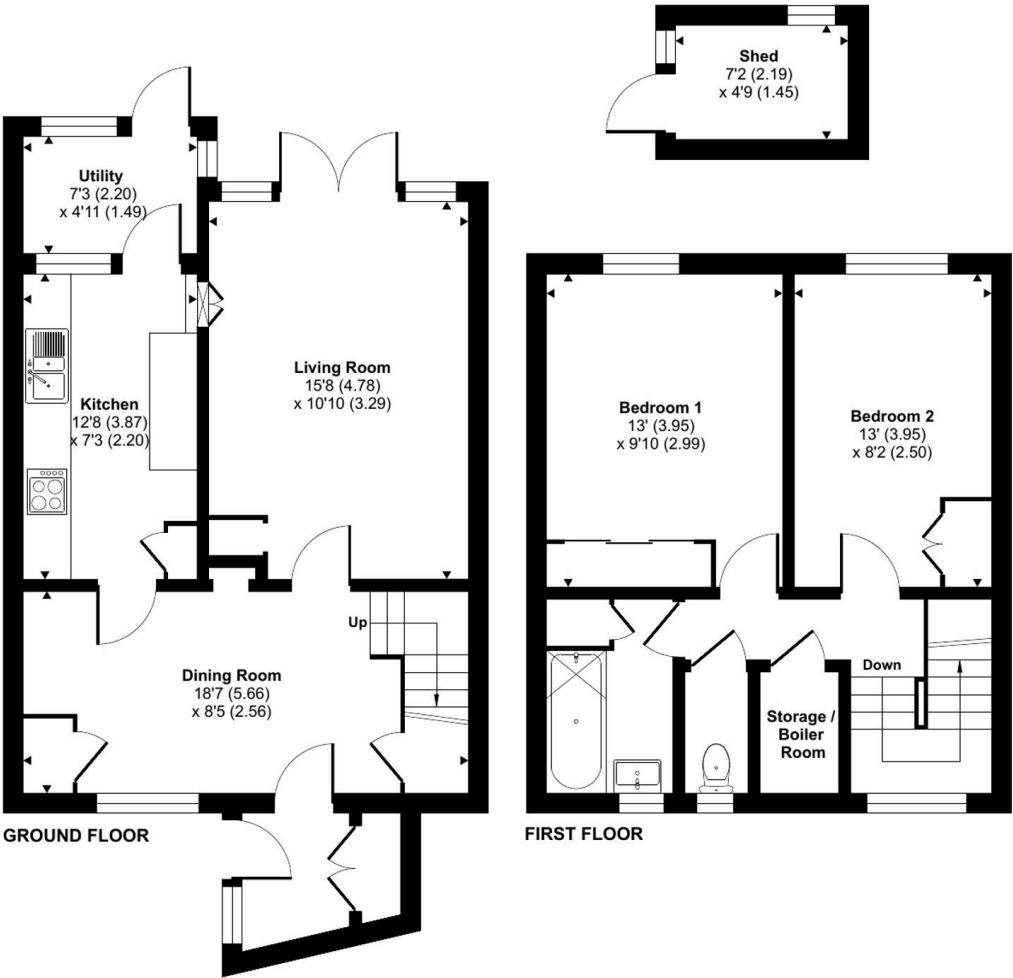 Shed
7'2 (2.19)
x 4'9 (1.45)
Utility
7'3 (2.20)
x 4'11 (1.49)
Living Room
15'8 (4.78)
x 10'10 (3.29)
Kitchen
12'8 (3.87)
x 7'3 (2.20)
Bedroom 1
13' (3.95)
x 9'10 (2.99)
Bedroom 2
13' (3.95)
x 8'2 (2.50)
Up
Dining Room
18'7 (5.66)
x 8'5 (2.56)
Down
Storage /
Boiler
Room
GROUND FLOOR
FIRST FLOOR